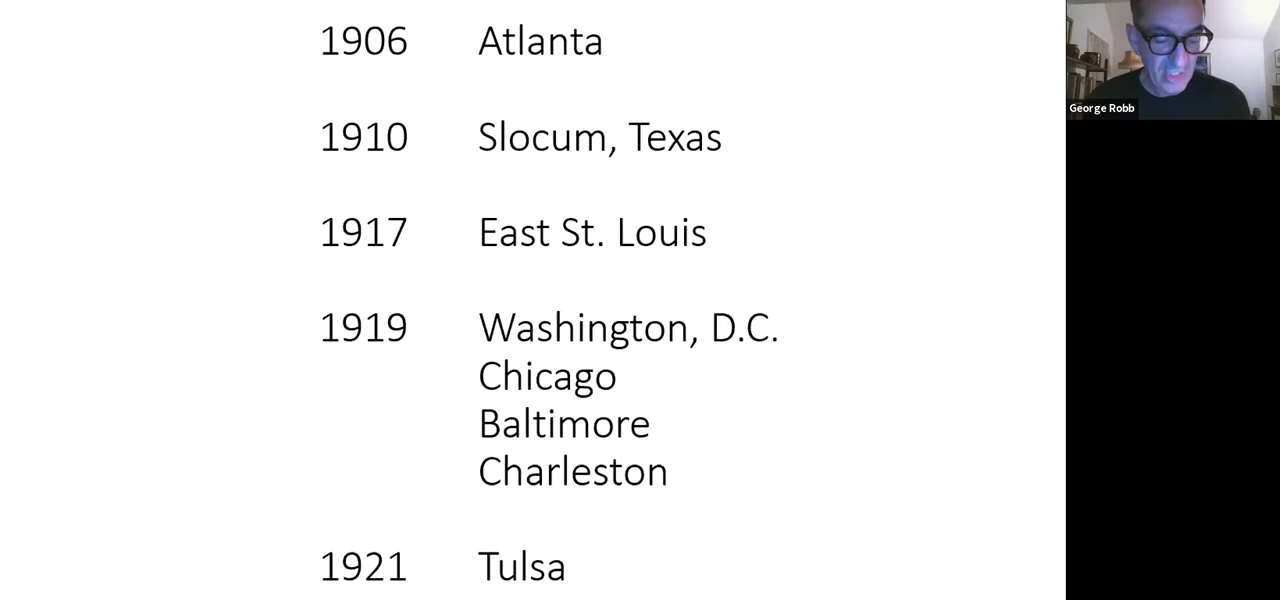 1906 Atlanta
1910 Slocum, Texas
1917 East St. Louis
1919 Washington, D.C.
Chicago
Baltimore
Charleston
1921 Tulsa
George Robb